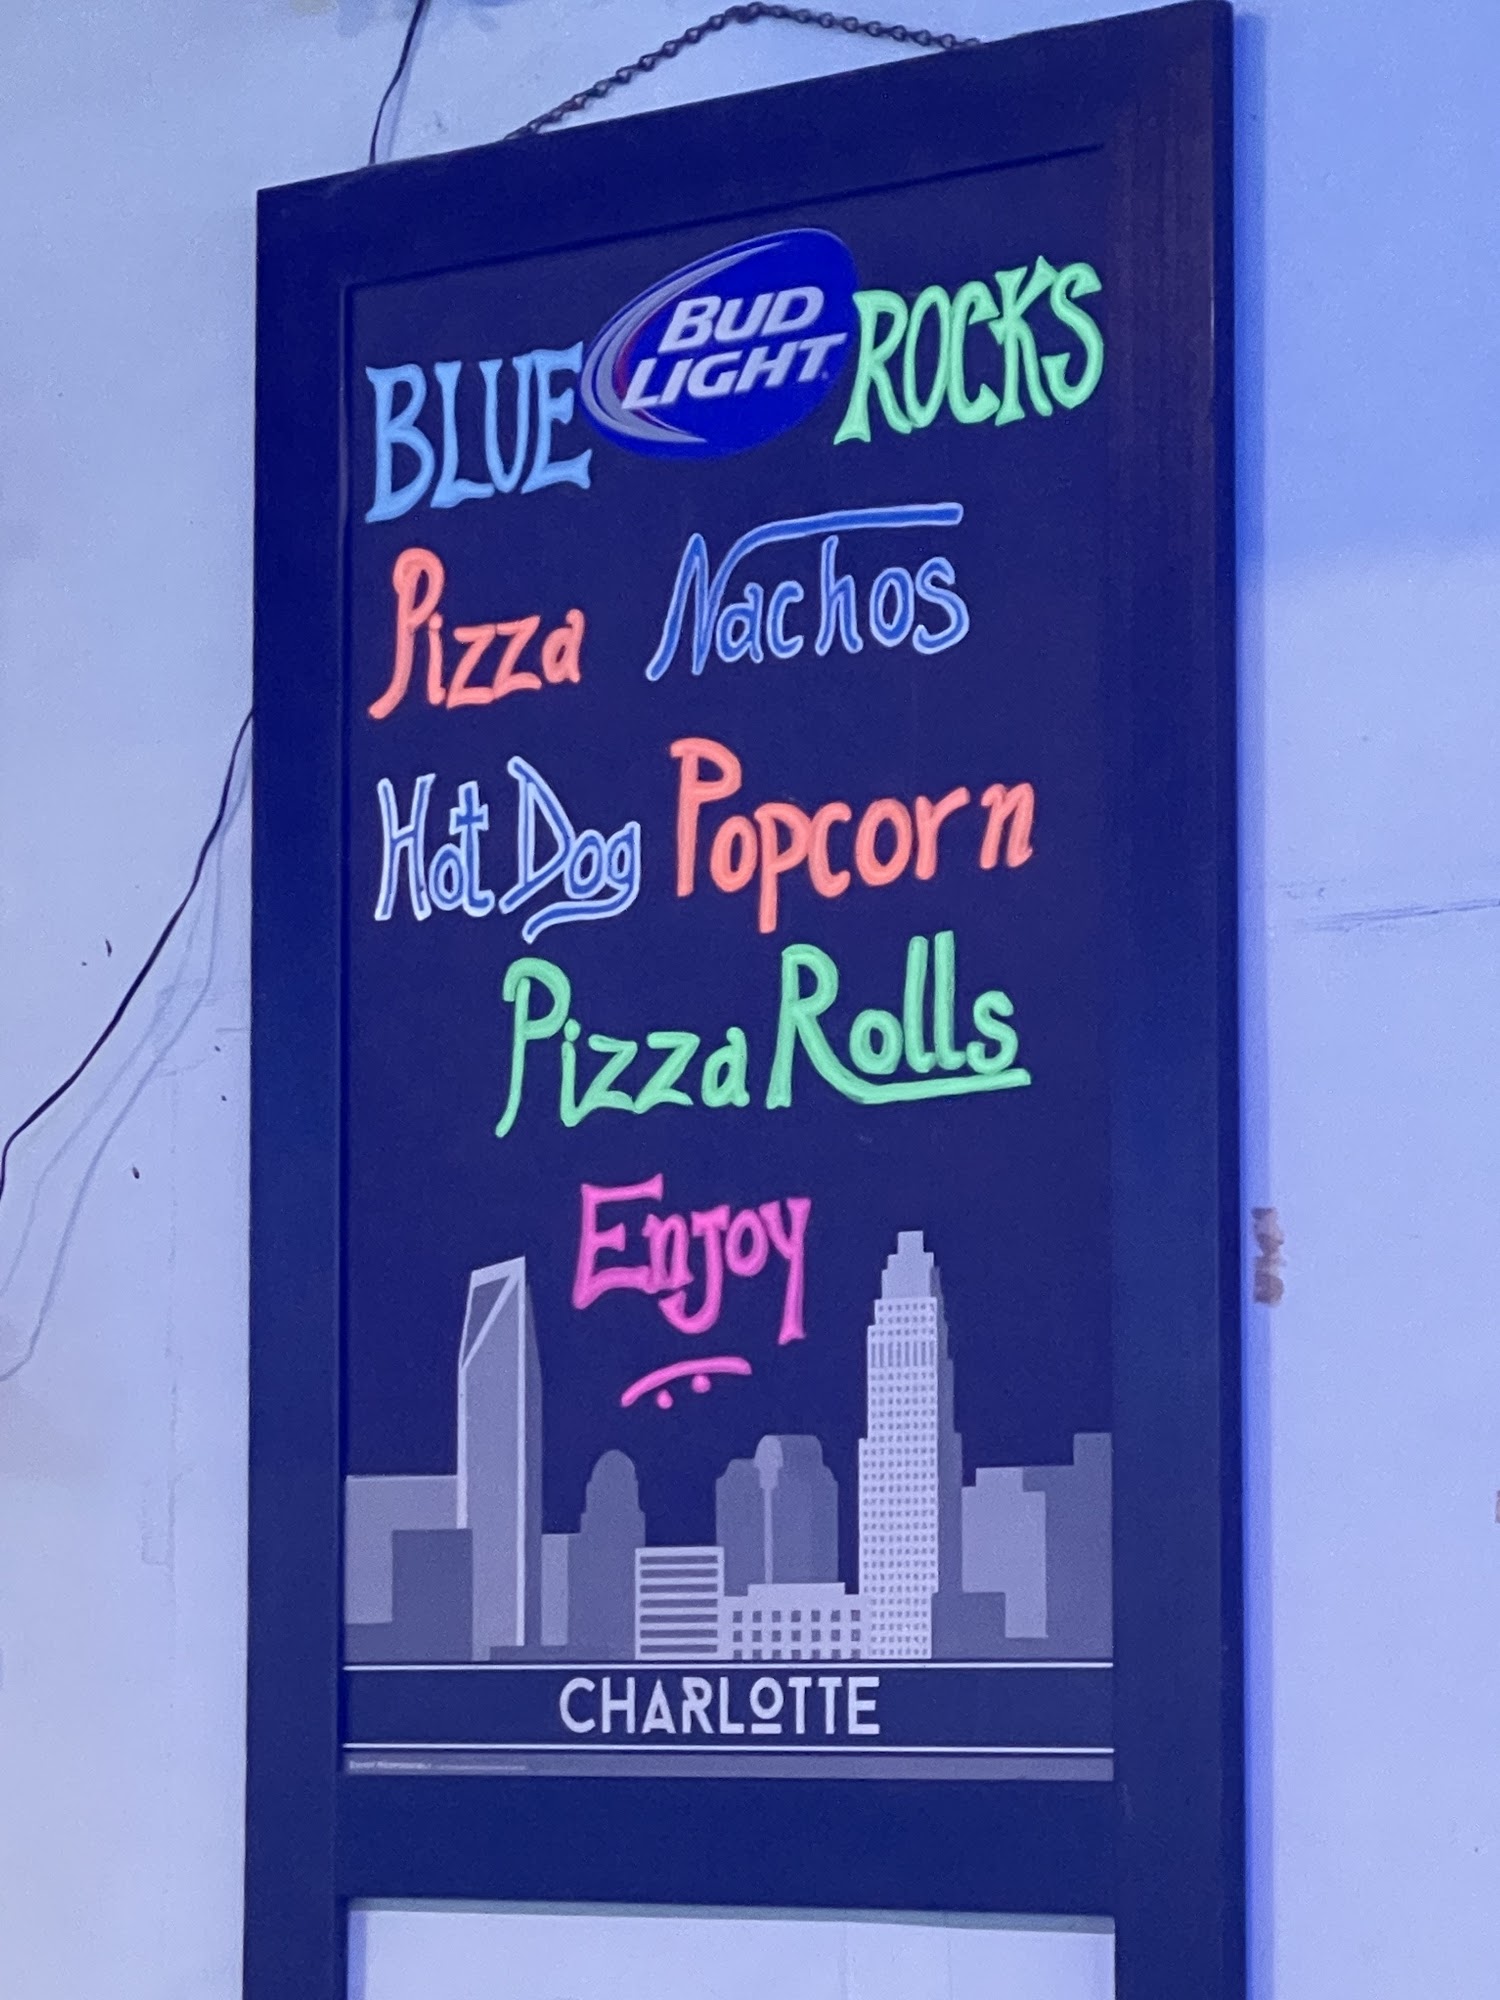 BLUE BUD LIGHT ROCKS
Pizza Nachos
Hot Dog Popcorn
Pizza Rolls
Enjoy
CHARLOTTE